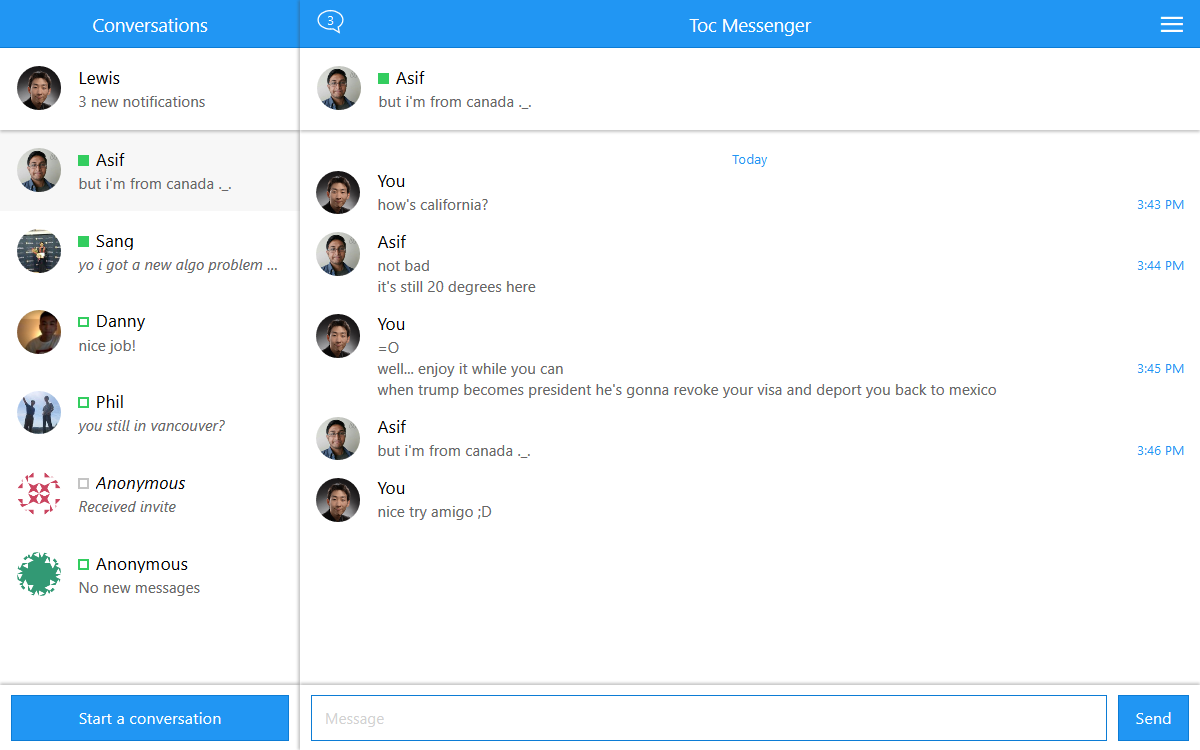 Conversations
3
Toc Messenger
Lewis
3 new notifications
Asif
but i'm from canada ._.
Sang
yo i got a new algo problem ...
Danny
nice job!
Phil
you still in vancouver?
Anonymous
Received invite
Anonymous
No new messages
Start a conversation
Asif
but i'm from canada ._.
Today
You
how's california?
3:43 PM
Asif
not bad
3:44 PM
it's still 20 degrees here
You
=O
well... enjoy it while you can
3:45 PM
when trump becomes president he's gonna revoke your visa and deport you back to mexico
Asif
but i'm from canada ._.
3:46 PM
You
nice try amigo ;D
Message
Send